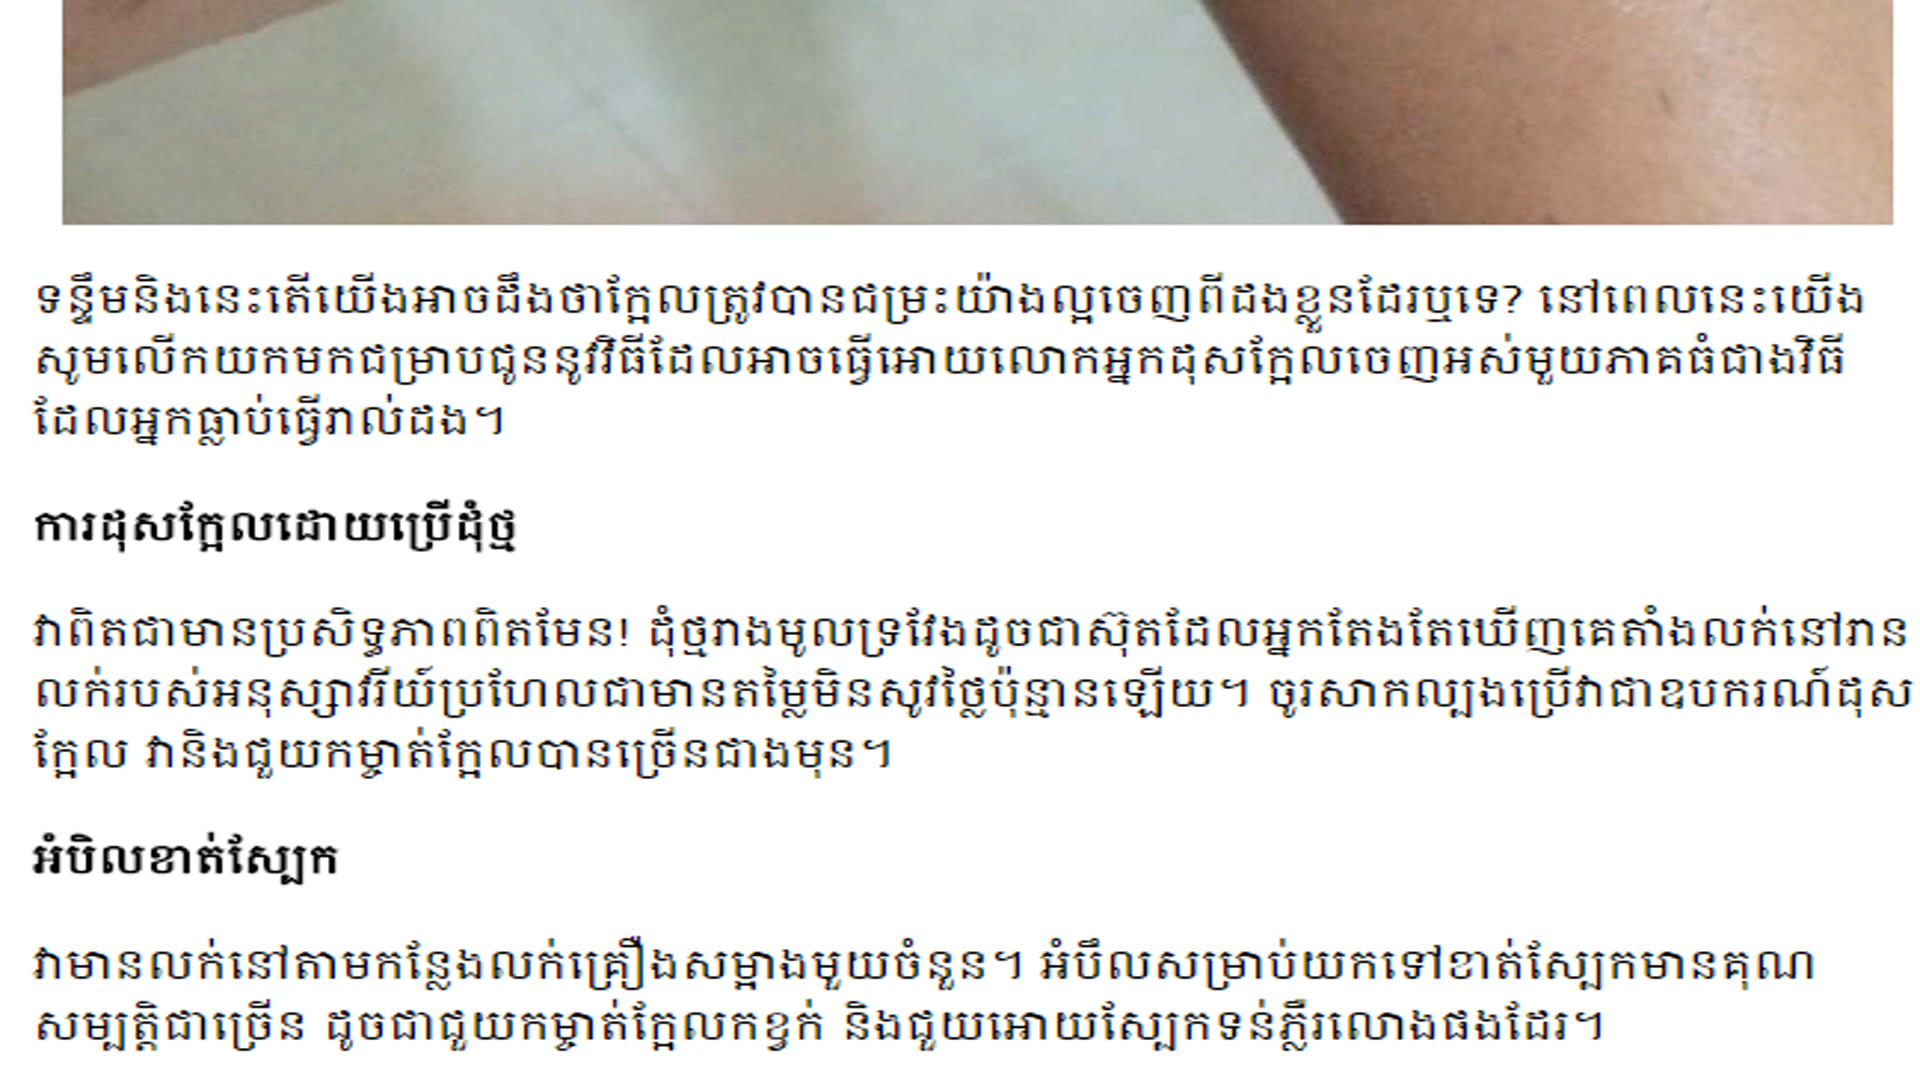 ទន្ទឹមនិងនេះតើយើងអាចដឹងថាក្អែលត្រូវបានជម្រះយ៉ាងល្អចេញពីដងខ្លួនដែរឬទេ? នៅពេលនេះយើង
សូមលើកយកមកជម្រាបជូននូវវិធីដែលអាចធ្វើអោយលោកអ្នកដុសក្អែលចេញអស់មួយភាគធំជាងវិធី
ដែលអ្នកធ្លាប់ធ្វើរាល់ដង។
ការដុសក្អែលដោយប្រើដុំថ្ម
វាពិតជាមានប្រសិទ្ធភាពពិតមែន! ដុំថ្មរាងមូលទ្រវែងដូចជាស៊ុតដែលអ្នកតែងតែឃើញគេតាំងលក់នៅរាន
លក់របស់អនុស្សាវរីយ៍ប្រហែលជាមានតម្លៃមិនសូវថ្លៃប៉ុន្មានឡើយ។ ចូរសាកល្បងប្រើវាជាឧបករណ៍ដុស
ក្អែល វានិងជួយកម្ចាត់ក្អែលបានច្រើនជាងមុន។
អំបិលខាត់ស្បែក
វាមានលក់នៅតាមកន្លែងលក់គ្រឿងសម្អាងមួយចំនួន។ អំបឹលសម្រាប់យកទៅខាត់ស្បែកមានគុណ
សម្បត្តិជាច្រើន ដូចជាជួយកម្ចាត់ក្អែលកខ្វក់ និងជួយអោយស្បែកទន់ភ្លឺរលោងផងដែរ។